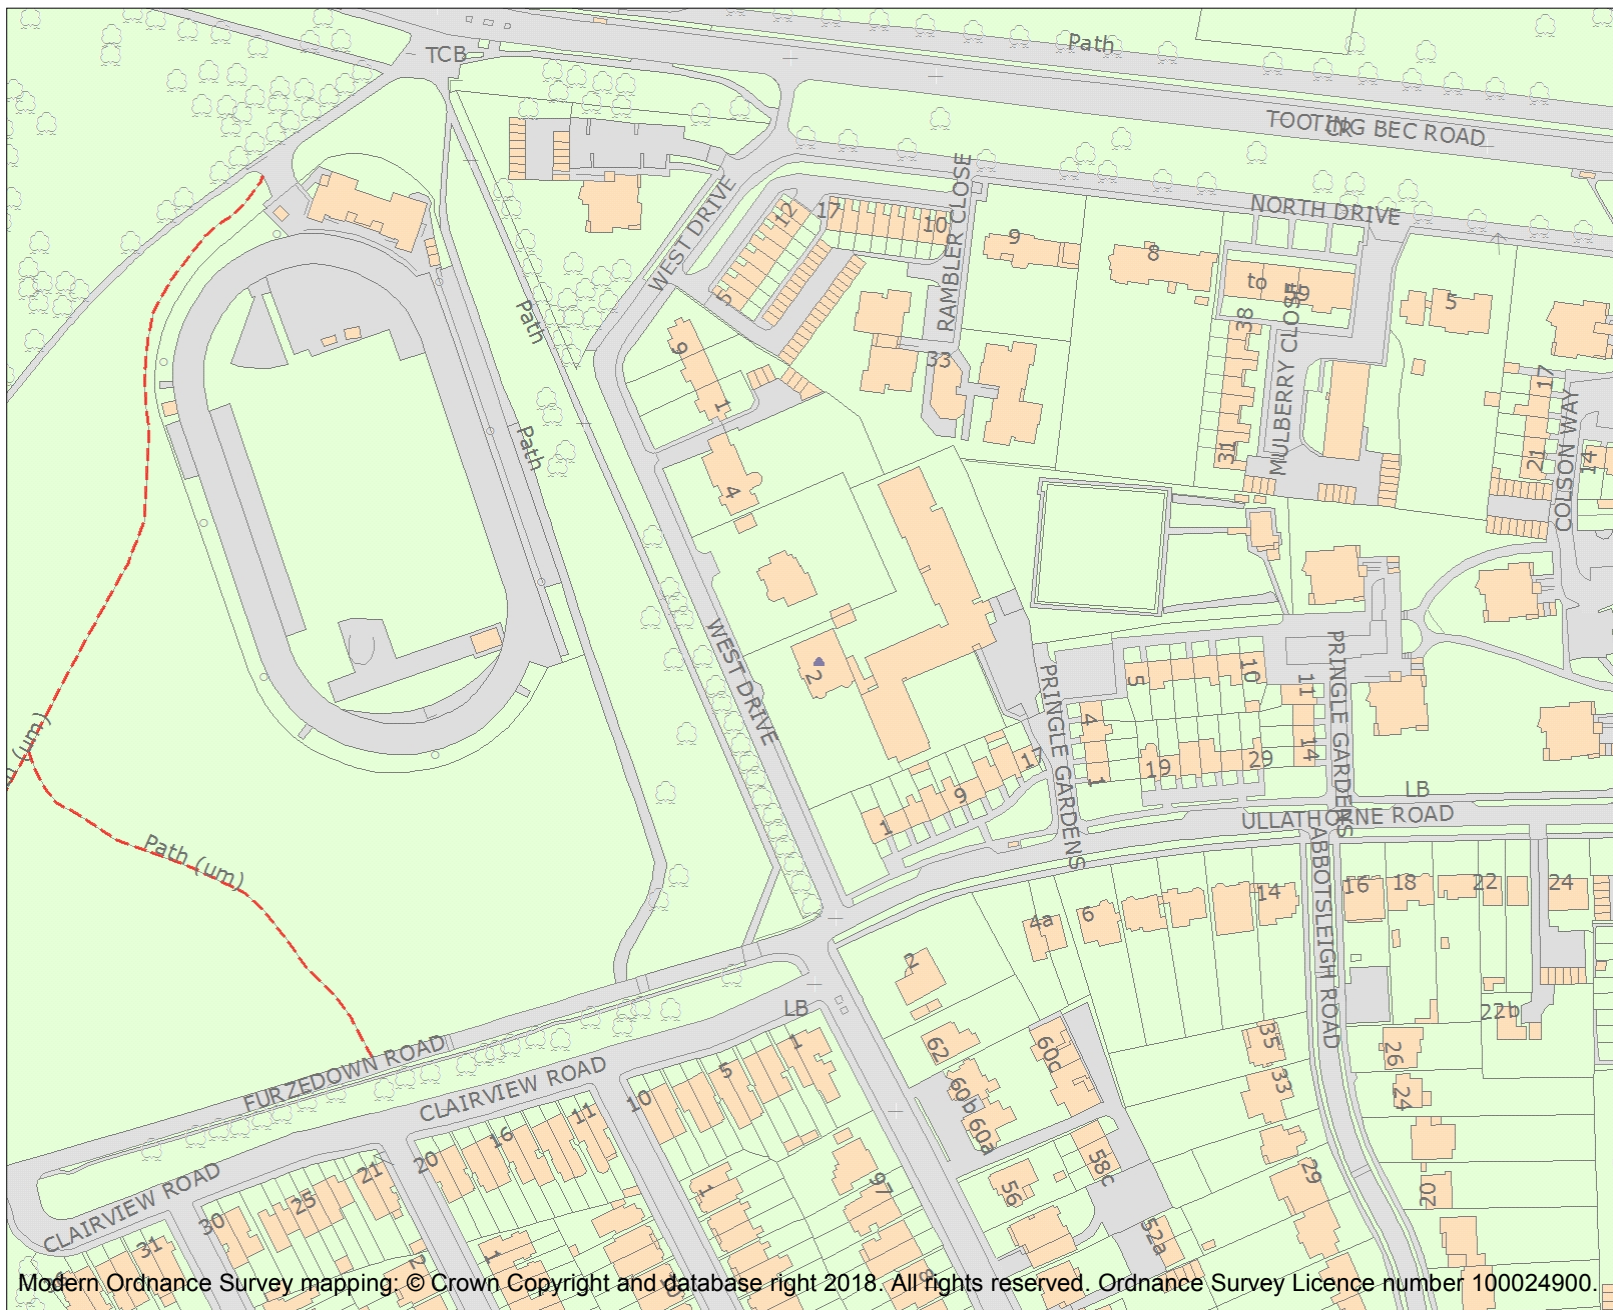 TCB
Path
TOOTING BEC ROAD
CR
NORTH DRIVE
WEST DRIVE
RAMBLER CLOSE
12
17
10
5
9
8
to
38
5
MULBERRY CLOSE
31
33
17
21
14
COLSON WAY
Path
Path
9
1
4
2
WEST DRIVE
PRINGLE GARDENS
5
10
11
14
4
1
19
29
PRINGLE GARDENS
1
9
17
LB
ULLATHORNE ROAD
ABBOTSLEIGH ROAD
(um)
Path (um)
4a
6
14
16
18
22
24
22b
2
62
60c
60b
60a
58c
56
52a
35
33
29
26
24
20
LB
FURZEDOWN ROAD
CLAIRVIEW ROAD
1
5
10
11
16
20
21
25
30
31
CLAIRVIEW ROAD
1
97
1
2
Modern Ordnance Survey mapping: © Crown Copyright and database right 2018. All rights reserved. Ordnance Survey Licence number 100024900.